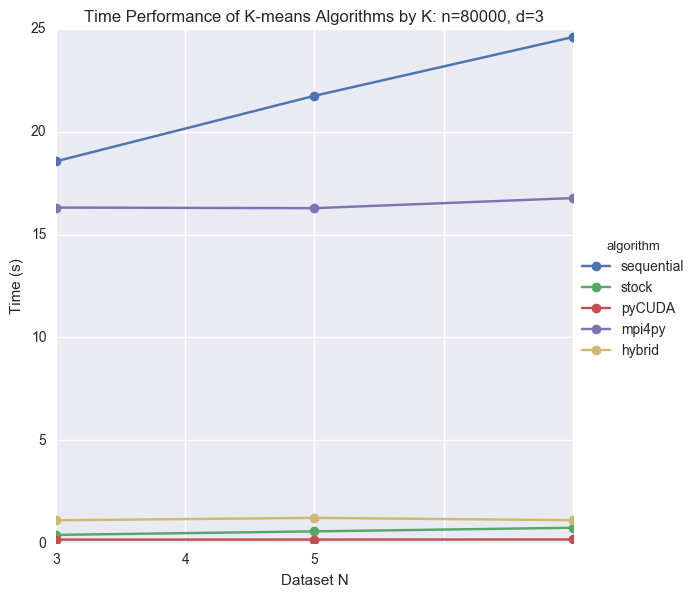 Time Performance of K-means Algorithms by K: n=80000, d=3
25
20
15
10
5
0
3
4
5
Time (s)
Dataset N
algorithm
sequential
stock
pyCUDA
mpi4py
hybrid